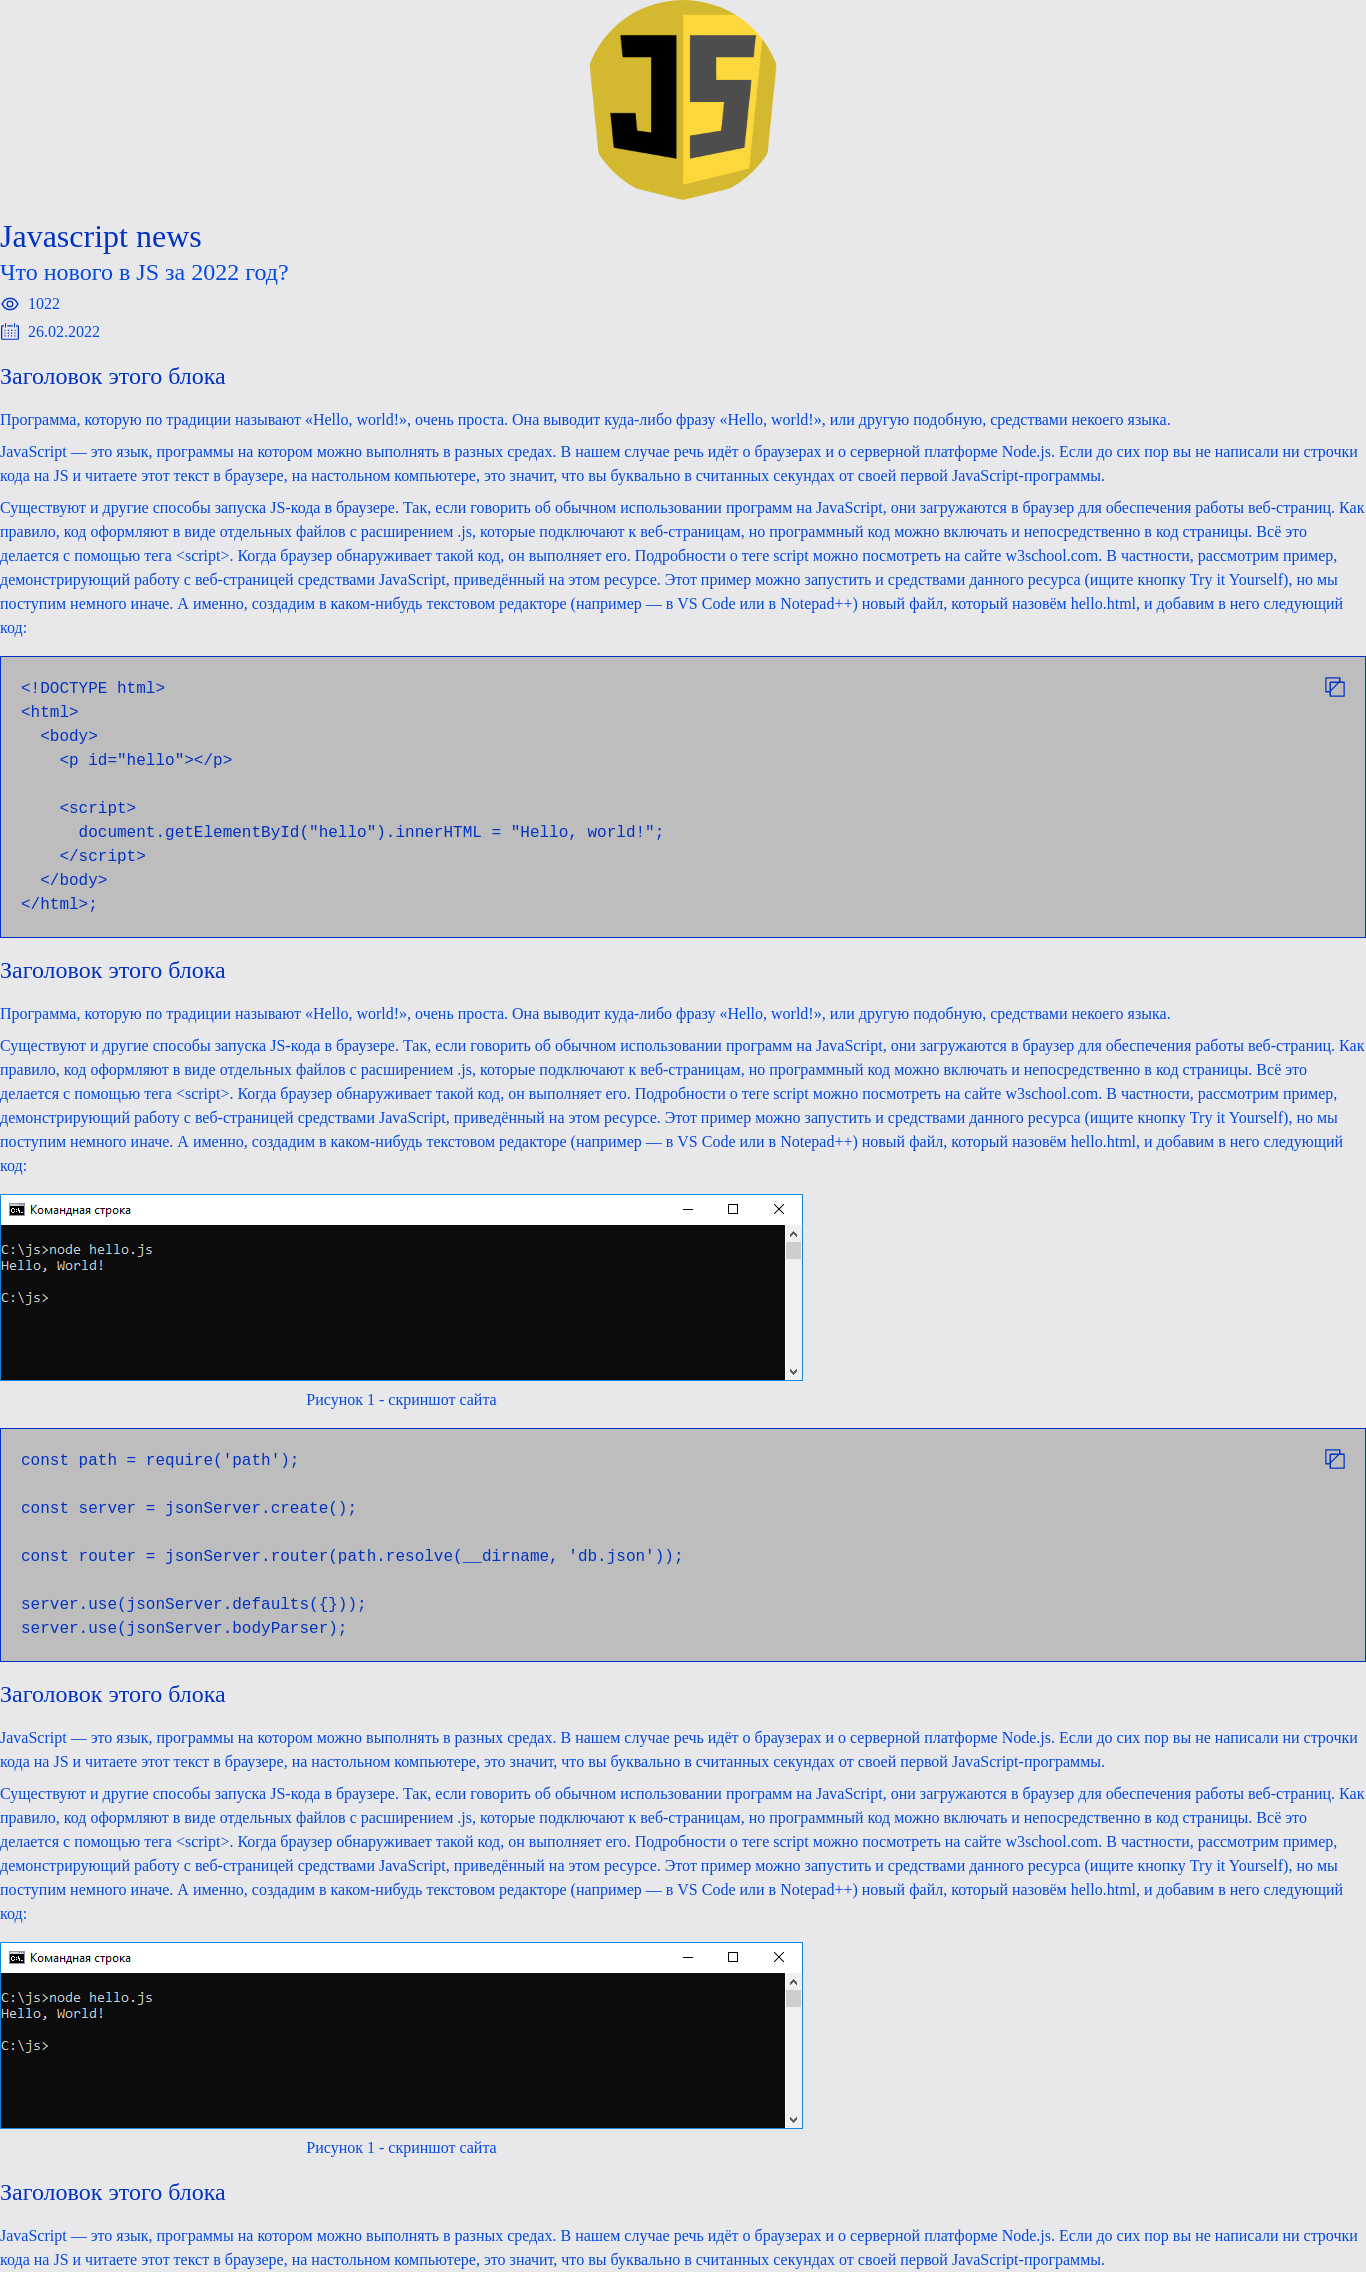 JS
Javascript news
Что нового в JS за 2022 год?
1022
26.02.2022
Заголовок этого блока
Программа, которую по традиции называют «Hello, world!», очень проста. Она выводит куда-либо фразу «Hello, world!», или другую подобную, средствами некоего языка.
JavaScript — это язык, программы на котором можно выполнять в разных средах. В нашем случае речь идёт о браузерах и о серверной платформе Node.js. Если до сих пор вы не написали ни строчки
кода на JS и читаете этот текст в браузере, на настольном компьютере, это значит, что вы буквально в считанных секундах от своей первой JavaScript-программы.
Существуют и другие способы запуска JS-кода в браузере. Так, если говорить об обычном использовании программ на JavaScript, они загружаются в браузер для обеспечения работы веб-страниц. Как
правило, код оформляют в виде отдельных файлов с расширением .js, которые подключают к веб-страницам, но программный код можно включать и непосредственно в код страницы. Всё это
делается с помощью тега <script>. Когда браузер обнаруживает такой код, он выполняет его. Подробности о теге script можно посмотреть на сайте w3school.com. В частности, рассмотрим пример,
демонстрирующий работу с веб-страницей средствами JavaScript, приведённый на этом ресурсе. Этот пример можно запустить и средствами данного ресурса (ищите кнопку Try it Yourself), но мы
поступим немного иначе. А именно, создадим в каком-нибудь текстовом редакторе (например — в VS Code или в Notepad++) новый файл, который назовём hello.html, и добавим в него следующий
код:
<!DOCTYPE html>
<html>
  <body>
    <p id="hello"></p>
    <script>
      document.getElementById("hello").innerHTML = "Hello, world!";
    </script>
  </body>
</html>;
Заголовок этого блока
Программа, которую по традиции называют «Hello, world!», очень проста. Она выводит куда-либо фразу «Hello, world!», или другую подобную, средствами некоего языка.
Существуют и другие способы запуска JS-кода в браузере. Так, если говорить об обычном использовании программ на JavaScript, они загружаются в браузер для обеспечения работы веб-страниц. Как
правило, код оформляют в виде отдельных файлов с расширением .js, которые подключают к веб-страницам, но программный код можно включать и непосредственно в код страницы. Всё это
делается с помощью тега <script>. Когда браузер обнаруживает такой код, он выполняет его. Подробности о теге script можно посмотреть на сайте w3school.com. В частности, рассмотрим пример,
демонстрирующий работу с веб-страницей средствами JavaScript, приведённый на этом ресурсе. Этот пример можно запустить и средствами данного ресурса (ищите кнопку Try it Yourself), но мы
поступим немного иначе. А именно, создадим в каком-нибудь текстовом редакторе (например — в VS Code или в Notepad++) новый файл, который назовём hello.html, и добавим в него следующий
код:
Командная строка
C:\js>node hello.js
Hello, World!
C:\js>
Рисунок 1 - скриншот сайта
const path = require('path');
const server = jsonServer.create();
const router = jsonServer.router(path.resolve(__dirname, 'db.json'));
server.use(jsonServer.defaults({}));
server.use(jsonServer.bodyParser);
Заголовок этого блока
JavaScript — это язык, программы на котором можно выполнять в разных средах. В нашем случае речь идёт о браузерах и о серверной платформе Node.js. Если до сих пор вы не написали ни строчки
кода на JS и читаете этот текст в браузере, на настольном компьютере, это значит, что вы буквально в считанных секундах от своей первой JavaScript-программы.
Существуют и другие способы запуска JS-кода в браузере. Так, если говорить об обычном использовании программ на JavaScript, они загружаются в браузер для обеспечения работы веб-страниц. Как
правило, код оформляют в виде отдельных файлов с расширением .js, которые подключают к веб-страницам, но программный код можно включать и непосредственно в код страницы. Всё это
делается с помощью тега <script>. Когда браузер обнаруживает такой код, он выполняет его. Подробности о теге script можно посмотреть на сайте w3school.com. В частности, рассмотрим пример,
демонстрирующий работу с веб-страницей средствами JavaScript, приведённый на этом ресурсе. Этот пример можно запустить и средствами данного ресурса (ищите кнопку Try it Yourself), но мы
поступим немного иначе. А именно, создадим в каком-нибудь текстовом редакторе (например — в VS Code или в Notepad++) новый файл, который назовём hello.html, и добавим в него следующий
код:
Командная строка
C:\js>node hello.js
Hello, World!
C:\js>
Рисунок 1 - скриншот сайта
Заголовок этого блока
JavaScript — это язык, программы на котором можно выполнять в разных средах. В нашем случае речь идёт о браузерах и о серверной платформе Node.js. Если до сих пор вы не написали ни строчки
кода на JS и читаете этот текст в браузере, на настольном компьютере, это значит, что вы буквально в считанных секундах от своей первой JavaScript-программы.